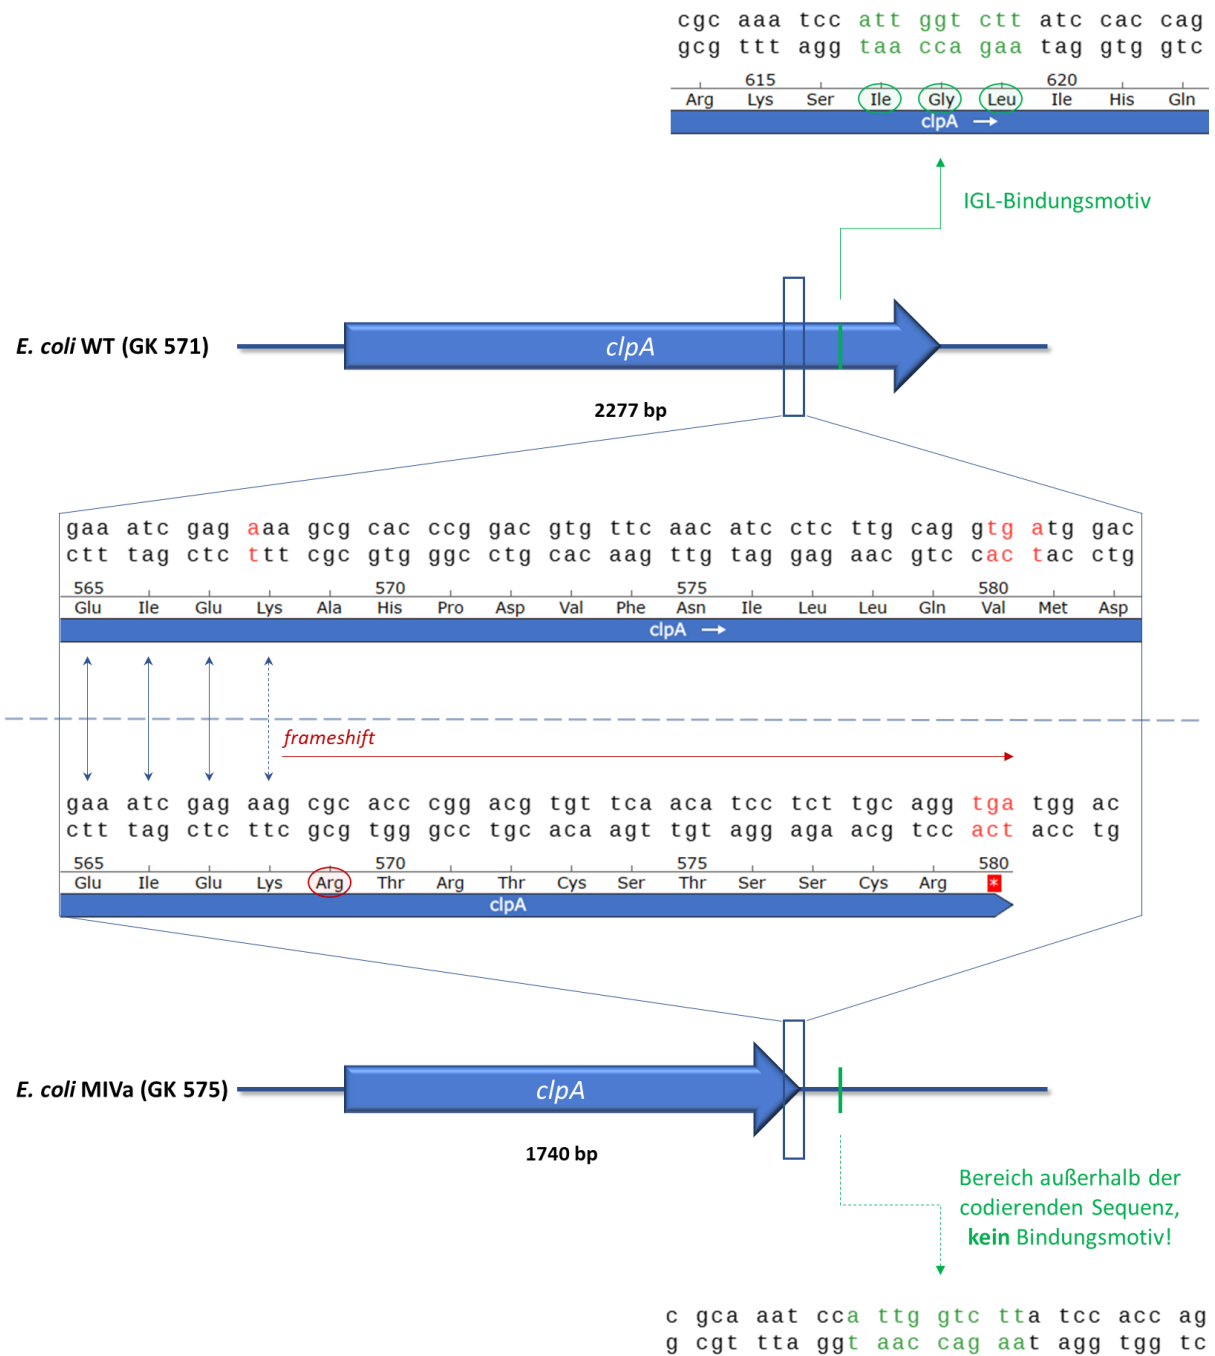 cgc aaa tcc att ggt ctt atc cac cag
gcg ttt agg taa cca gaa tag gtg gtc
615 620
Arg Lys Ser Ile Gly Leu Ile His Gln
clpA →
IGL-Bindungsmotiv
E. coli WT (GK 571)
clpA
2277 bp
gaa atc gag aaa gcg cac ccg gac gtg ttc aac atc ctc ttg cag gtg atg gac
ctt tag ctc ttt cgc gtg ggc ctg cac aag ttg tag gag aac gtc cac tac ctg
565 570 575 580
Glu Ile Glu Lys Ala His Pro Asp Val Phe Asn Ile Leu Leu Gln Val Met Asp
clpA →
frameshift
gaa atc gag aag cgc acc cgg acg tgt tca aca tcc tct tgc agg tga tgg ac
ctt tag ctc ttc gcg tgg gcc tgc aca agt tgt agg aga acg tcc act acc tg
565 570 575 580
Glu Ile Glu Lys Arg Thr Arg Thr Cys Ser Thr Ser Ser Cys Arg *
clpA
E. coli MIVa (GK 575)
clpA
1740 bp
Bereich außerhalb der
codierenden Sequenz,
kein Bindungsmotiv!
c gca aat cca ttg gtc tta tcc acc ag
g cgt tta ggt aac cag aat agg tgg tc